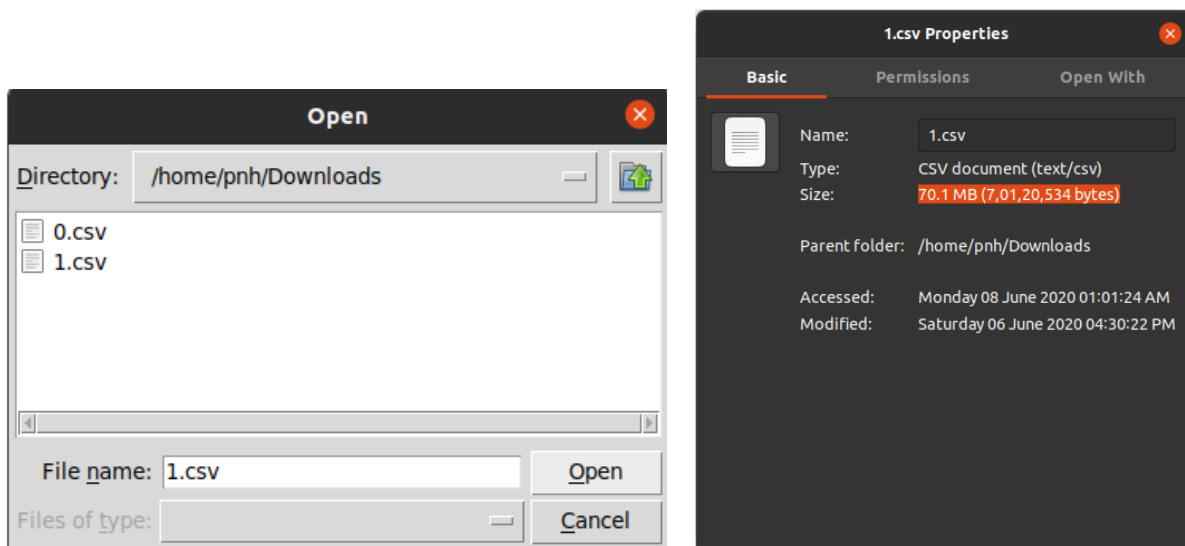 Open
Directory: /home/pnh/Downloads
0.csv
1.csv
File name: 1.csv Open
Files of type: Cancel
1.csv Properties
Basic Permissions Open With
Name: 1.csv
Type: CSV document (text/csv)
Size: 70.1 MB (7,01,20,534 bytes)
Parent folder: /home/pnh/Downloads
Accessed: Monday 08 June 2020 01:01:24 AM
Modified: Saturday 06 June 2020 04:30:22 PM